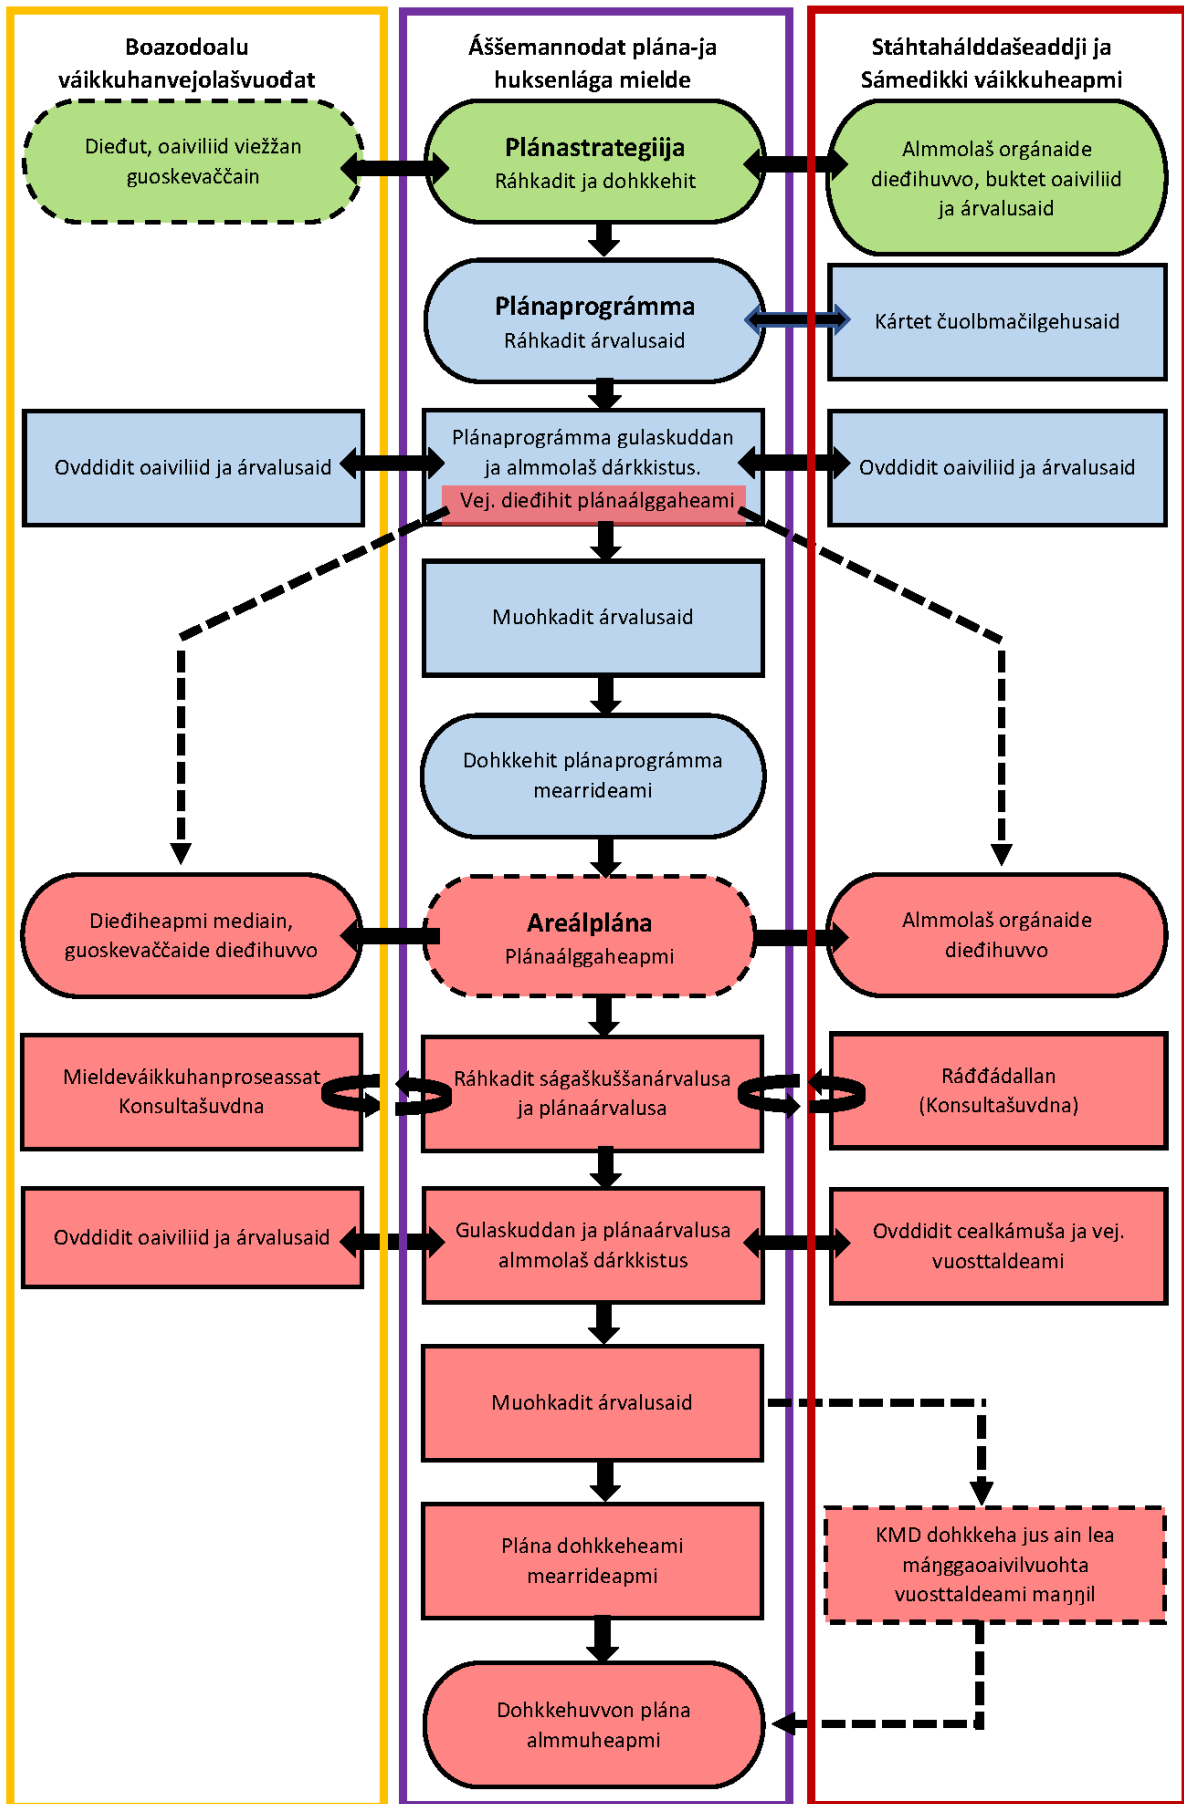 Boazodoalu
váikkuhanvejolašvuođat
Áššemannodat plána-ja
huksenlága mielde
Stáhtahálddašeaddji ja
Sámedikki váikkuheapmi
Dieđut, oaiviliid viežžan
guoskevaččain
Plánastrategiija
Ráhkadit ja dohkkehit
Almmolaš orgánaide
dieđihuvvo, buktet oaiviliid
ja árvalusaid
Plánaprográmma
Ráhkadit árvalusaid
Kártet čuolbmačilgehusaid
Ovddidit oaiviliid ja árvalusaid
Plánaprográmma gulaskuddan
ja almmolaš dárkkistus.
Vej. dieđihit plánaálggaheami
Ovddidit oaiviliid ja árvalusaid
Muohkadit árvalusaid
Dohkkehit plánaprográmma
mearrideami
Dieđiheapmi mediain,
guoskevaččaide dieđihuvvo
Areálplána
Plánaálggaheapmi
Almmolaš orgánaide
dieđihuvvo
Mieldeváikkuhanproseassat
Konsultašuvdna
Ráhkadit ságaškuššanárvalusa
ja plánaárvalusa
Ráđđádallan
(Konsultašuvdna)
Ovddidit oaiviliid ja árvalusaid
Gulaskuddan ja plánaárvalusa
almmolaš dárkkistus
Ovddidit cealkámuša ja vej.
vuosttaldeami
Muohkadit árvalusaid
Plána dohkkeheami
mearrideapmi
KMD dohkkeha jus ain lea
máŋggaoaivilvuohta
vuosttaldeami maŋŋil
Dohkkehuvvon plána
almmuheapmi